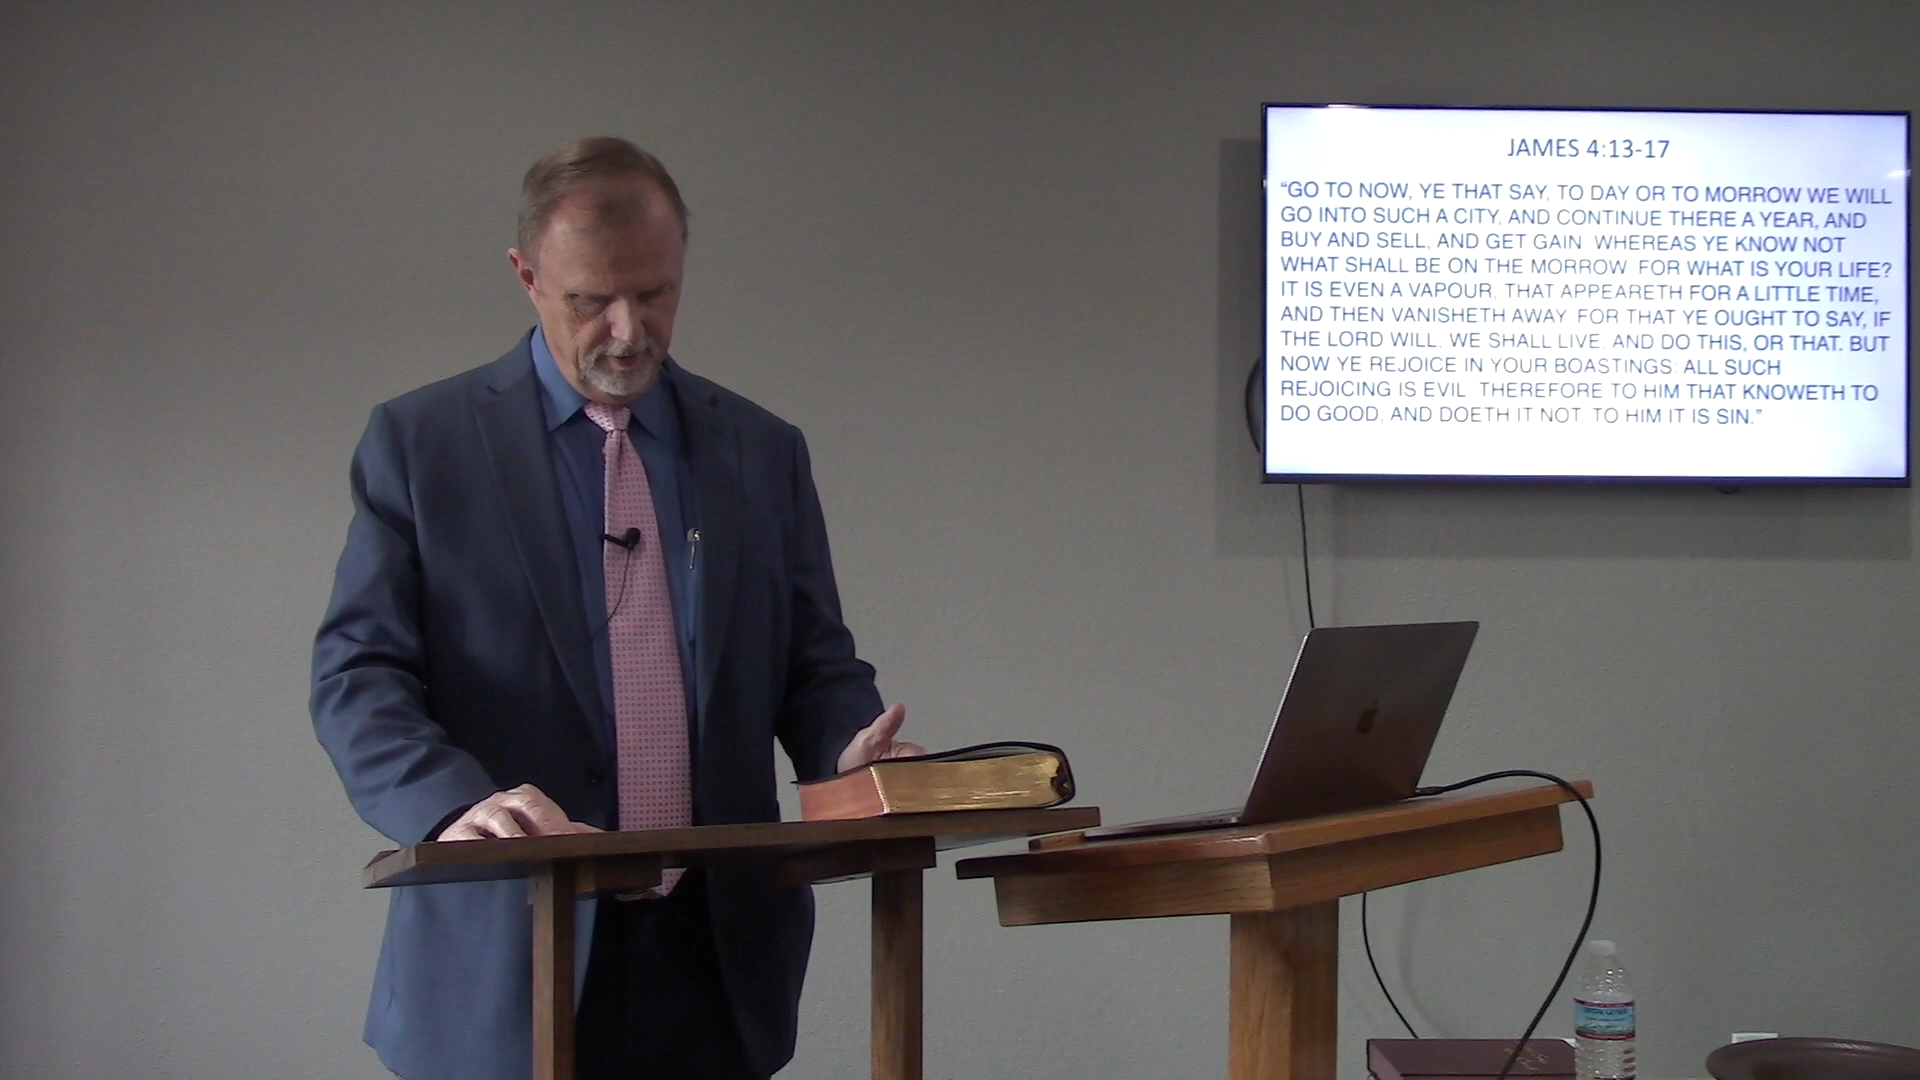 JAMES 4:13-17
“GO TO NOW, YE THAT SAY, TO DAY OR TO MORROW WE WILL
GO INTO SUCH A CITY, AND CONTINUE THERE A YEAR, AND
BUY AND SELL, AND GET GAIN WHEREAS YE KNOW NOT
WHAT SHALL BE ON THE MORROW FOR WHAT IS YOUR LIFE?
IT IS EVEN A VAPOUR, THAT APPEARETH FOR A LITTLE TIME,
AND THEN VANISHETH AWAY FOR THAT YE OUGHT TO SAY, IF
THE LORD WILL, WE SHALL LIVE, AND DO THIS, OR THAT. BUT
NOW YE REJOICE IN YOUR BOASTINGS: ALL SUCH
REJOICING IS EVIL THEREFORE TO HIM THAT KNOWETH TO
DO GOOD, AND DOETH IT NOT, TO HIM IT IS SIN.”